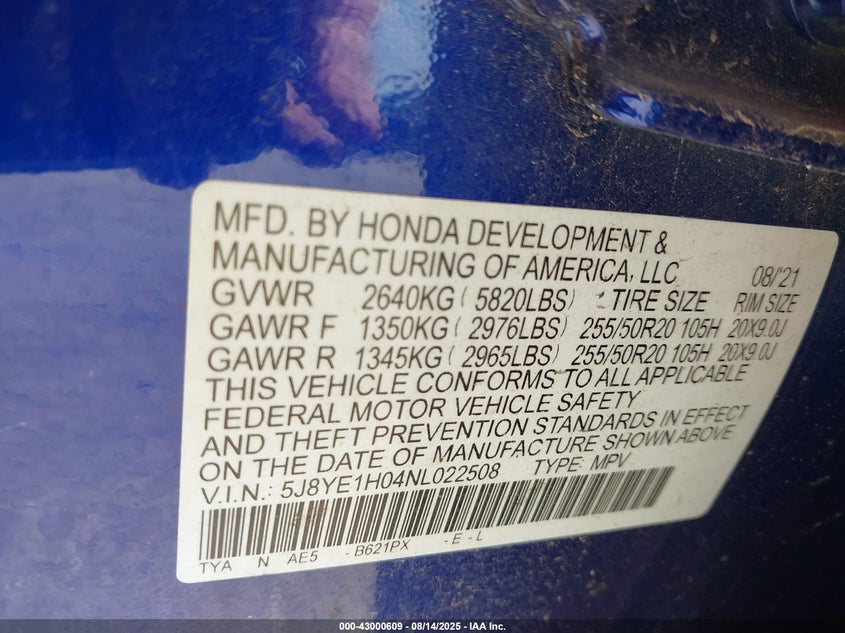 MFD. BY HONDA DEVELOPMENT &
MANUFACTURING OF AMERICA, LLC 08/'21
GVWR 2640KG ( 5820LBS) TIRE SIZE RIM SIZE
GAWR F 1350KG ( 2976LBS) 255/50R20 105H 20X9.0J
GAWR R 1345KG ( 2965LBS) 255/50R20 105H 20X9.0J
THIS VEHICLE CONFORMS TO ALL APPLICABLE
FEDERAL MOTOR VEHICLE SAFETY
AND THEFT PREVENTION STANDARDS IN EFFECT
ON THE DATE OF MANUFACTURE SHOWN ABOVE
V.I.N.: 5J8YE1H04NL022508 TYPE: MPV
TYA N AE5 - B621PX - E - L
000-43000609 - 08/14/2025 - IAA Inc.